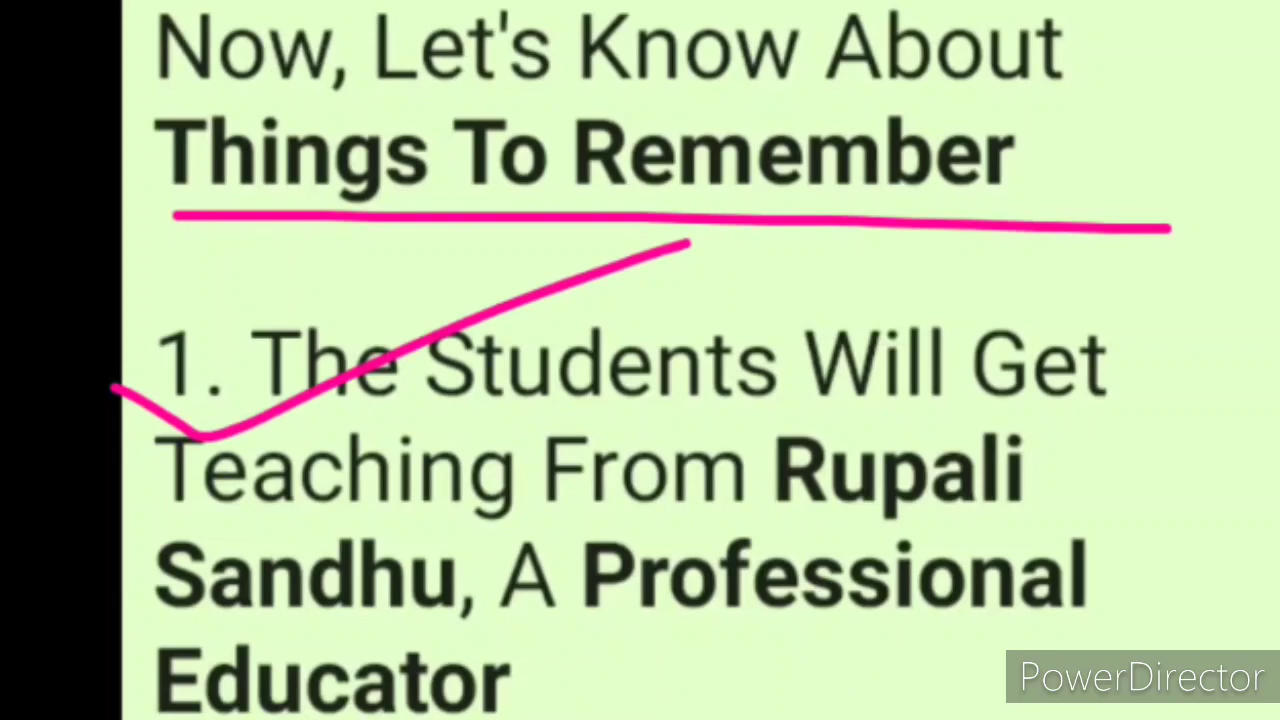 Now, Let's Know About
Things To Remember
1. The Students Will Get
Teaching From Rupali
Sandhu, A Professional
Educator
PowerDirector